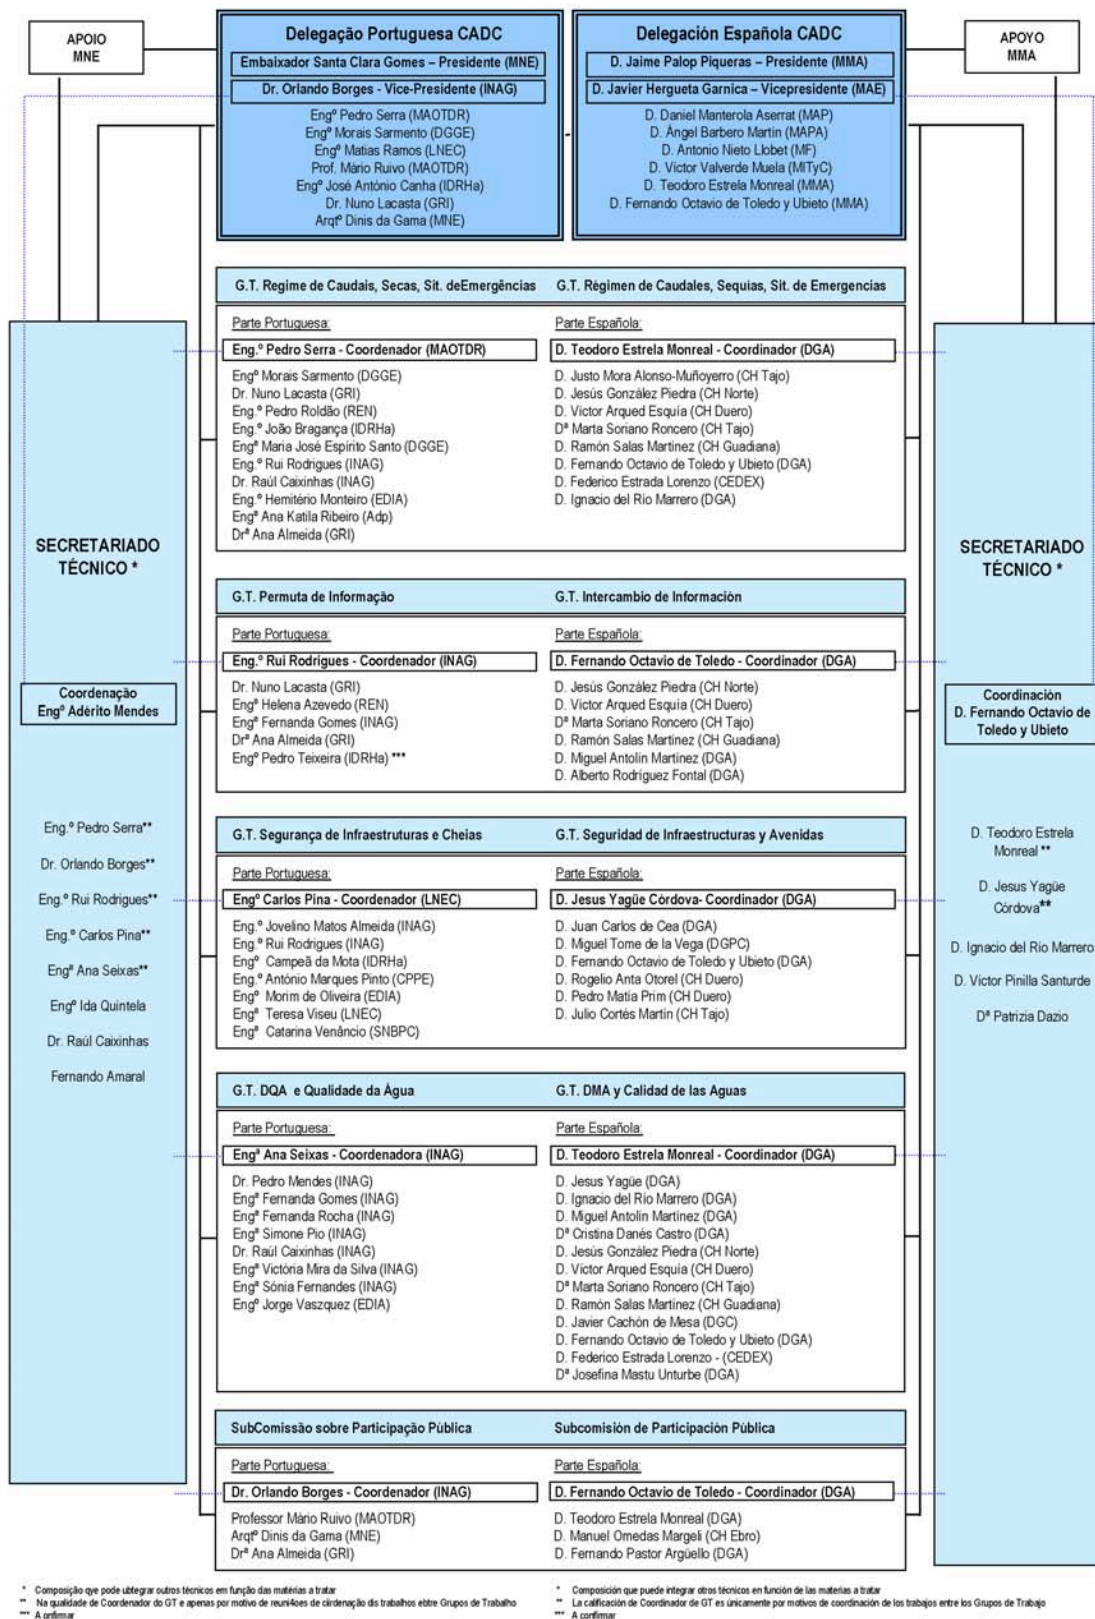 APOIO
MNE
Delegação Portuguesa CADC
Embaixador Santa Clara Gomes – Presidente (MNE)
Dr. Orlando Borges - Vice-Presidente (INAG)
Engº Pedro Serra (MAOTDR)
Engº Morais Sarmento (DGGE)
Engº Matias Ramos (LNEC)
Prof. Mário Ruivo (MAOTDR)
Engº José António Canha (IDRHa)
Dr. Nuno Lacasta (GRI)
Arqtº Dinis da Gama (MNE)
Delegación Española CADC
D. Jaime Palop Piqueras – Presidente (MMA)
D. Javier Hergueta Garnica – Vicepresidente (MAE)
D. Daniel Manterola Aserrat (MAP)
D. Ángel Barbero Martín (MAPA)
D. Antonio Nieto Llobet (MF)
D. Víctor Valverde Muela (MITyC)
D. Teodoro Estrela Monreal (MMA)
D. Fernando Octavio de Toledo y Ubieto (MMA)
APOYO
MMA
G.T. Regime de Caudais, Secas, Sit. deEmergências
Parte Portuguesa:
Eng.º Pedro Serra - Coordenador (MAOTDR)
Engº Morais Sarmento (DGGE)
Dr. Nuno Lacasta (GRI)
Eng.º Pedro Roldão (REN)
Eng.º João Bragança (IDRHa)
Engª Maria José Espírito Santo (DGGE)
Eng.º Rui Rodrigues (INAG)
Dr. Raúl Caixinhas (INAG)
Eng.º Hemitério Monteiro (EDIA)
Engª Ana Katila Ribeiro (Adp)
Drª Ana Almeida (GRI)
G.T. Régimen de Caudales, Sequias, Sit. de Emergencias
Parte Española:
D. Teodoro Estrela Monreal - Coordinador (DGA)
D. Justo Mora Alonso-Muñoyerro (CH Tajo)
D. Jesús González Piedra (CH Norte)
D. Víctor Arqued Esquía (CH Duero)
Dª Marta Soriano Roncero (CH Tajo)
D. Ramón Salas Martínez (CH Guadiana)
D. Fernando Octavio de Toledo y Ubieto (DGA)
D. Federico Estrada Lorenzo (CEDEX)
D. Ignacio del Río Marrero (DGA)
SECRETARIADO
TÉCNICO *
Coordenação
Engº Adérito Mendes
Eng.º Pedro Serra**
Dr. Orlando Borges**
Eng.º Rui Rodrigues**
Eng.º Carlos Pina**
Engª Ana Seixas**
Engº Ida Quintela
Dr. Raúl Caixinhas
Fernando Amaral
G.T. Permuta de Informação
Parte Portuguesa:
Eng.º Rui Rodrigues - Coordenador (INAG)
Dr. Nuno Lacasta (GRI)
Engª Helena Azevedo (REN)
Engª Fernanda Gomes (INAG)
Drª Ana Almeida (GRI)
Engº Pedro Teixeira (IDRHa) ***
G.T. Intercambio de Información
Parte Española:
D. Fernando Octavio de Toledo - Coordinador (DGA)
D. Jesús González Piedra (CH Norte)
D. Víctor Arqued Esquía (CH Duero)
Dª Marta Soriano Roncero (CH Tajo)
D. Ramón Salas Martínez (CH Guadiana)
D. Miguel Antolín Martínez (DGA)
D. Alberto Rodríguez Fontal (DGA)
SECRETARIADO
TÉCNICO *
Coordinación
D. Fernando Octavio de
Toledo y Ubieto
D. Teodoro Estrela
Monreal **
D. Jesus Yagüe
Córdova**
D. Ignacio del Río Marrero
D. Víctor Pinilla Santurde
Dª Patrizia Dazio
G.T. Segurança de Infraestruturas e Cheias
Parte Portuguesa:
Engº Carlos Pina - Coordenador (LNEC)
Eng.º Jovelino Matos Almeida (INAG)
Eng.º Rui Rodrigues (INAG)
Engº Campeã da Mota (IDRHa)
Eng.º António Marques Pinto (CPPE)
Engº Morim de Oliveira (EDIA)
Engª Teresa Viseu (LNEC)
Engª Catarina Venâncio (SNBPC)
G.T. Seguridad de Infraestructuras y Avenidas
Parte Española:
D. Jesus Yagüe Córdova- Coordinador (DGA)
D. Juan Carlos de Cea (DGA)
D. Miguel Tome de la Vega (DGPC)
D. Fernando Octavio de Toledo y Ubieto (DGA)
D. Rogelio Anta Otorel (CH Duero)
D. Pedro Matía Prim (CH Duero)
D. Julio Cortés Martín (CH Tajo)
G.T. DQA e Qualidade da Água
Parte Portuguesa:
Engª Ana Seixas - Coordenadora (INAG)
Dr. Pedro Mendes (INAG)
Engª Fernanda Gomes (INAG)
Engª Fernanda Rocha (INAG)
Engª Simone Pio (INAG)
Dr. Raúl Caixinhas (INAG)
Engª Victória Mira da Silva (INAG)
Engª Sónia Fernandes (INAG)
Engº Jorge Vaszquez (EDIA)
G.T. DMA y Calidad de las Aguas
Parte Española:
D. Teodoro Estrela Monreal - Coordinador (DGA)
D. Jesus Yagüe (DGA)
D. Ignacio del Río Marrero (DGA)
D. Miguel Antolín Martínez (DGA)
Dª Cristina Danés Castro (DGA)
D. Jesús González Piedra (CH Norte)
D. Víctor Arqued Esquía (CH Duero)
Dª Marta Soriano Roncero (CH Tajo)
D. Ramón Salas Martínez (CH Guadiana)
D. Javier Cachón de Mesa (DGC)
D. Fernando Octavio de Toledo y Ubieto (DGA)
D. Federico Estrada Lorenzo - (CEDEX)
Dª Josefina Mastu Unturbe (DGA)
SubComissão sobre Participação Pública
Parte Portuguesa:
Dr. Orlando Borges - Coordenador (INAG)
Professor Mário Ruivo (MAOTDR)
Arqtº Dinis da Gama (MNE)
Drª Ana Almeida (GRI)
Subcomisión de Participación Pública
Parte Española:
D. Fernando Octavio de Toledo - Coordinador (DGA)
D. Teodoro Estrela Monreal (DGA)
D. Manuel Omedas Margelí (CH Ebro)
D. Fernando Pastor Argüello (DGA)
* Composição que pode ubtegrar outros técnicos em função das matérias a tratar
** Na qualidade de Coordenador do GT e apenas por motivo de reuni4oes de ciirdenação dis trabalhos ebtre Grupos de Trabalho
*** A confirmar
* Composición que puede integrar otros técnicos en función de las materias a tratar
** La calificación de Coordinador de GT es únicamente por motivos de coordinación de los trabajos entre los Grupos de Trabajo
*** A confirmar